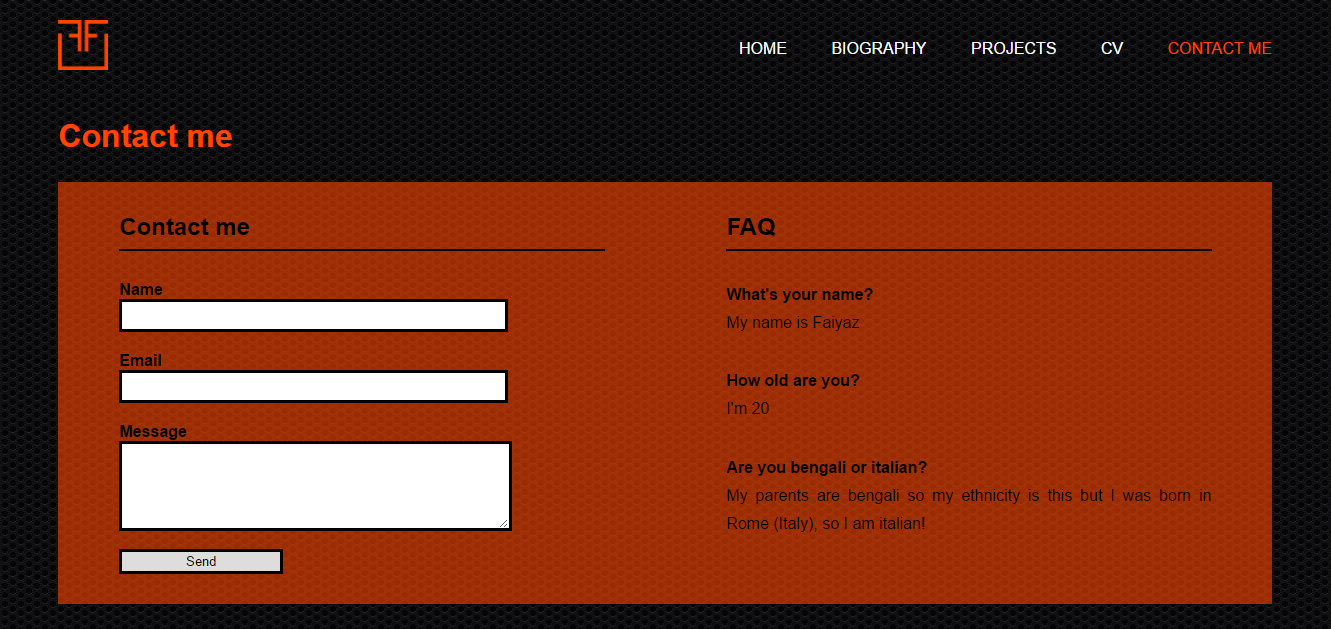 HOME BIOGRAPHY PROJECTS CV CONTACT ME
Contact me
Contact me
Name
Email
Message
Send
FAQ
What's your name?
My name is Faiyaz
How old are you?
I'm 20
Are you bengali or italian?
My parents are bengali so my ethnicity is this but I was born in
Rome (Italy), so I am italian!